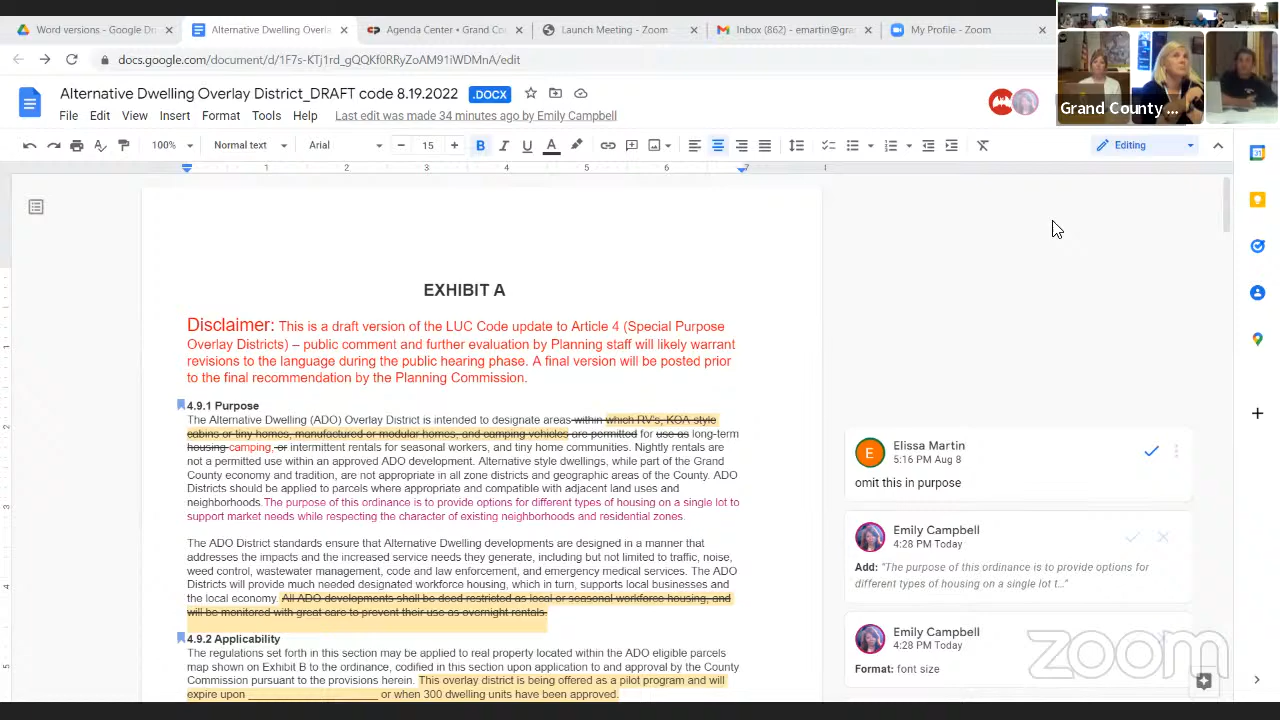 Word versions - Google Do
Alternative Dwelling Overla
Agenda Center • Grand Co
Launch Meeting - Zoom
Inbox (862) - emartin@gra
My Profile - Zoom
docs.google.com/document/d/1F7s-KTj1rd_gQQKf0RRyZoAM91iWDMnA/edit
Grand County ...
Alternative Dwelling Overlay District_DRAFT code 8.19.2022
.DOCX
File Edit View Insert Format Tools Help Last edit was made 34 minutes ago by Emily Campbell
100% Normal text Arial 15 B I U A Editing
1 2 3 4 5 6 7
EXHIBIT A
Disclaimer: This is a draft version of the LUC Code update to Article 4 (Special Purpose
Overlay Districts) – public comment and further evaluation by Planning staff will likely warrant
revisions to the language during the public hearing phase. A final version will be posted prior
to the final recommendation by the Planning Commission.
4.9.1 Purpose
The Alternative Dwelling (ADO) Overlay District is intended to designate areas within which RV's, KOA style
cabins or tiny homes, manufactured or modular homes, and camping vehicles are permitted for use as long-term
housing camping, or intermittent rentals for seasonal workers, and tiny home communities. Nightly rentals are
not a permitted use within an approved ADO development. Alternative style dwellings, while part of the Grand
County economy and tradition, are not appropriate in all zone districts and geographic areas of the County. ADO
Districts should be applied to parcels where appropriate and compatible with adjacent land uses and
neighborhoods.The purpose of this ordinance is to provide options for different types of housing on a single lot to
support market needs while respecting the character of existing neighborhoods and residential zones.
The ADO District standards ensure that Alternative Dwelling developments are designed in a manner that
addresses the impacts and the increased service needs they generate, including but not limited to traffic, noise,
weed control, wastewater management, code and law enforcement, and emergency medical services. The ADO
Districts will provide much needed designated workforce housing, which in turn, supports local businesses and
the local economy. All ADO developments shall be deed restricted as local or seasonal workforce housing, and
will be monitored with great care to prevent their use as overnight rentals.
4.9.2 Applicability
The regulations set forth in this section may be applied to real property located within the ADO eligible parcels
map shown on Exhibit B to the ordinance, codified in this section upon application to and approval by the County
Commission pursuant to the provisions herein. This overlay district is being offered as a pilot program and will
expire upon ____________________ or when 300 dwelling units have been approved.
E
Elissa Martin
5:16 PM Aug 8
omit this in purpose
Emily Campbell
4:28 PM Today
Add: "The purpose of this ordinance is to provide options for
different types of housing on a single lot t..."
Emily Campbell
4:28 PM Today
Format: font size
zoom